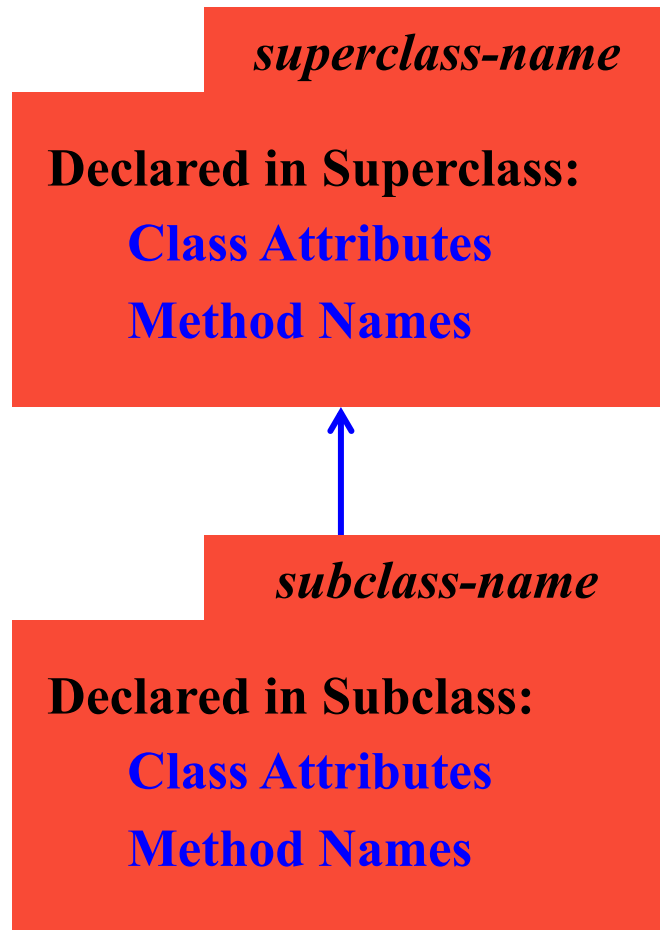 superclass-name
Declared in Superclass:
Class Attributes
Method Names
subclass-name
Declared in Subclass:
Class Attributes
Method Names